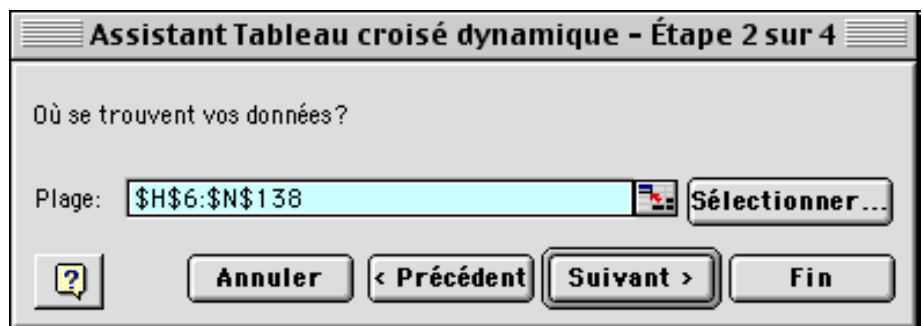 Assistant Tableau croisé dynamique - Étape 2 sur 4
Où se trouvent vos données?
Plage: $H$6:$N$138 Sélectionner...
? Annuler < Précédent Suivant > Fin